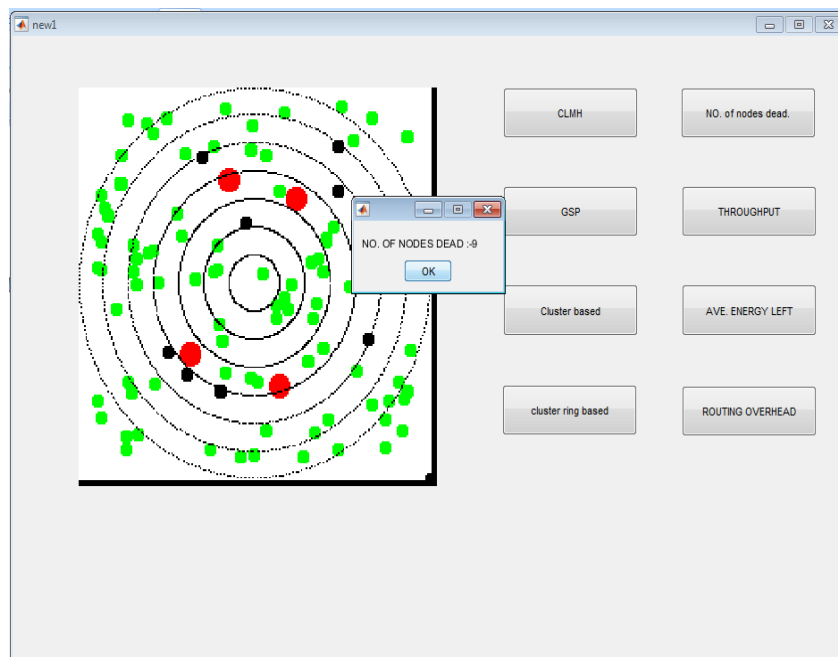 new1
CLMH
NO. of nodes dead.
GSP
THROUGHPUT
NO. OF NODES DEAD :-9
OK
Cluster based
AVE. ENERGY LEFT
cluster ring based
ROUTING OVERHEAD